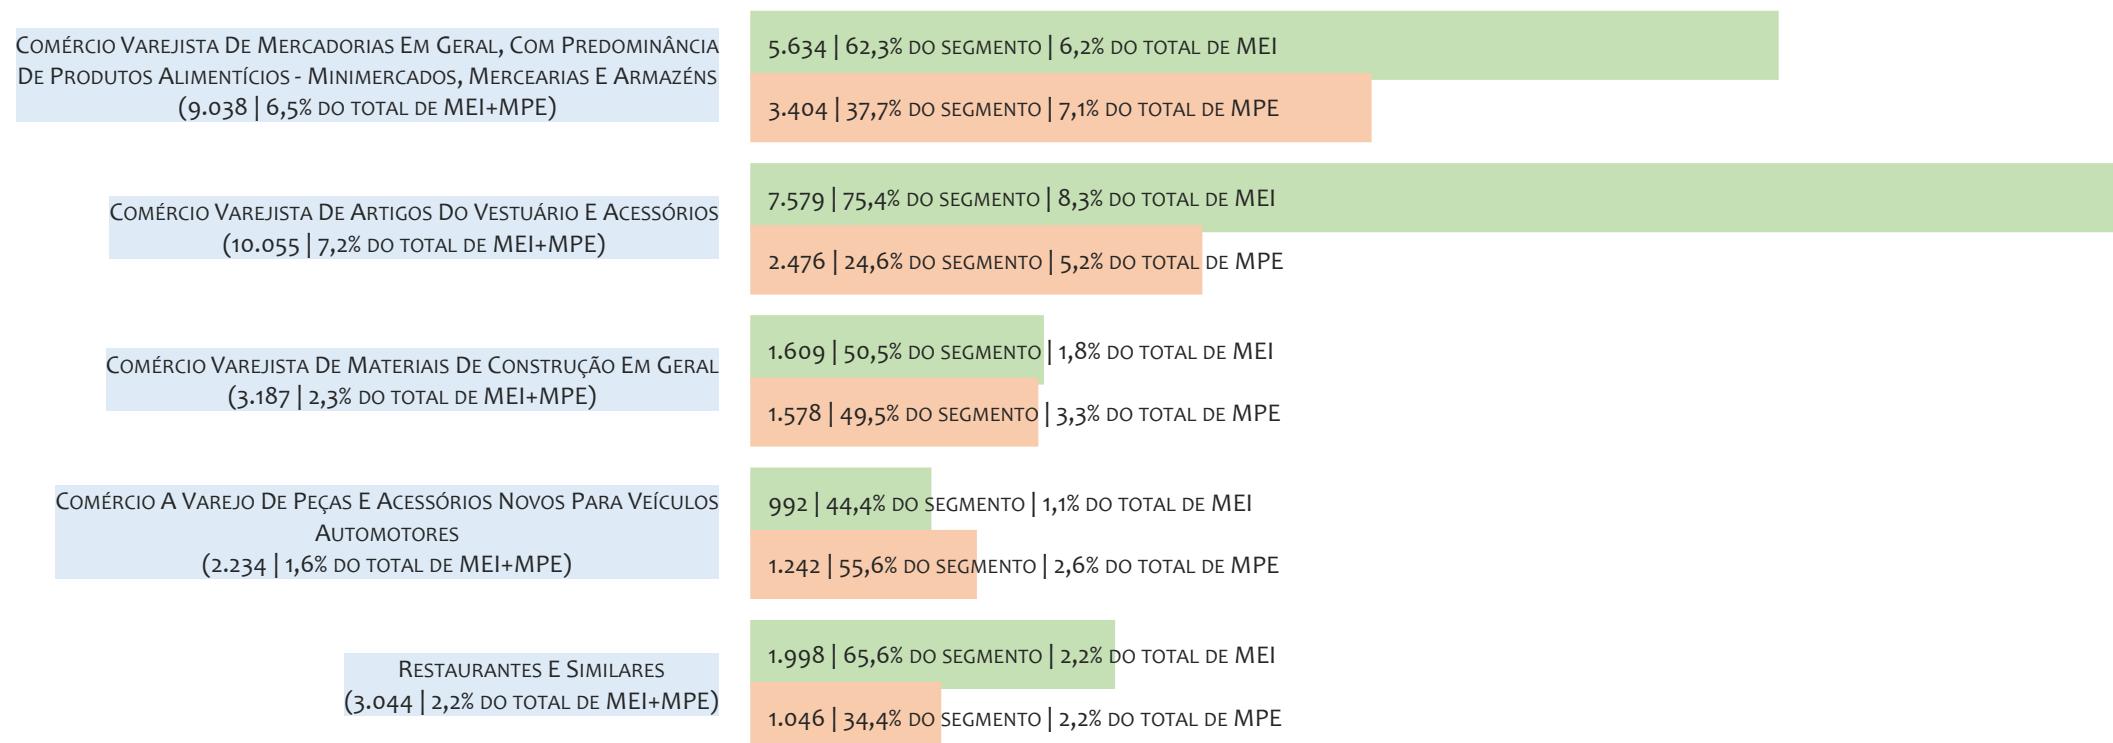 Comércio Varejista De Mercadorias Em Geral, Com Predominância
De Produtos Alimentícios - Minimercados, Mercearias E Armazéns
(9.038 | 6,5% do total de MEI+MPE)
5.634 | 62,3% do segmento | 6,2% do total de MEI
3.404 | 37,7% do segmento | 7,1% do total de MPE
Comércio Varejista De Artigos Do Vestuário E Acessórios
(10.055 | 7,2% do total de MEI+MPE)
7.579 | 75,4% do segmento | 8,3% do total de MEI
2.476 | 24,6% do segmento | 5,2% do total de MPE
Comércio Varejista De Materiais De Construção Em Geral
(3.187 | 2,3% do total de MEI+MPE)
1.609 | 50,5% do segmento | 1,8% do total de MEI
1.578 | 49,5% do segmento | 3,3% do total de MPE
Comércio A Varejo De Peças E Acessórios Novos Para Veículos
Automotores
(2.234 | 1,6% do total de MEI+MPE)
992 | 44,4% do segmento | 1,1% do total de MEI
1.242 | 55,6% do segmento | 2,6% do total de MPE
Restaurantes E Similares
(3.044 | 2,2% do total de MEI+MPE)
1.998 | 65,6% do segmento | 2,2% do total de MEI
1.046 | 34,4% do segmento | 2,2% do total de MPE